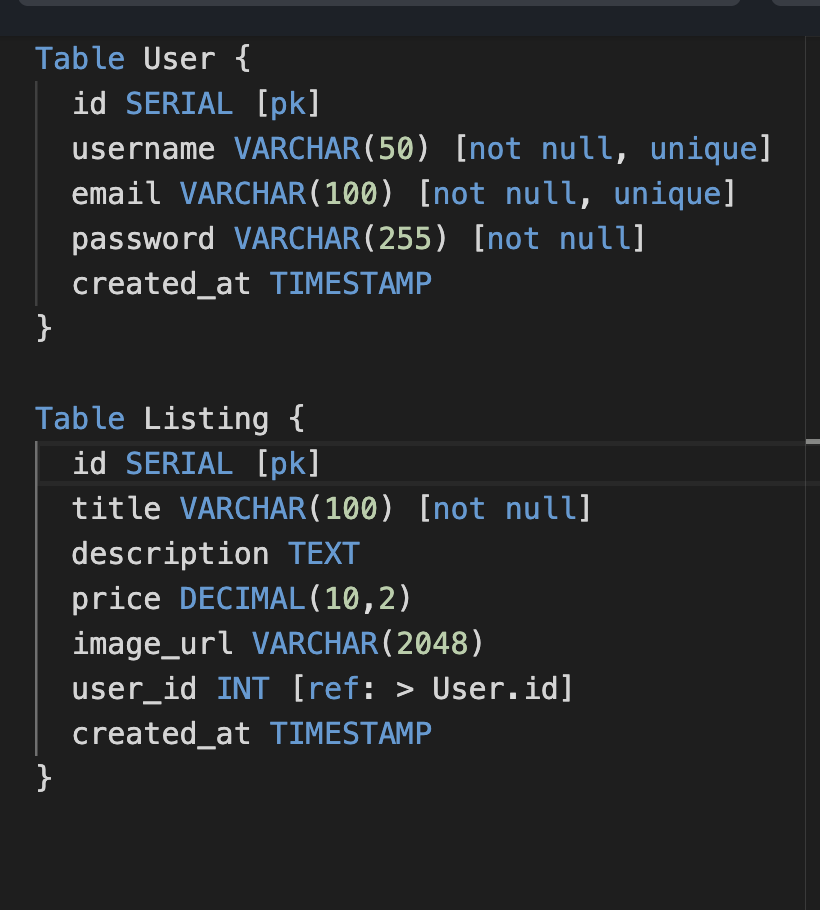 Table User {
  id SERIAL [pk]
  username VARCHAR(50) [not null, unique]
  email VARCHAR(100) [not null, unique]
  password VARCHAR(255) [not null]
  created_at TIMESTAMP
}

Table Listing {
  id SERIAL [pk]
  title VARCHAR(100) [not null]
  description TEXT
  price DECIMAL(10,2)
  image_url VARCHAR(2048)
  user_id INT [ref: > User.id]
  created_at TIMESTAMP
}